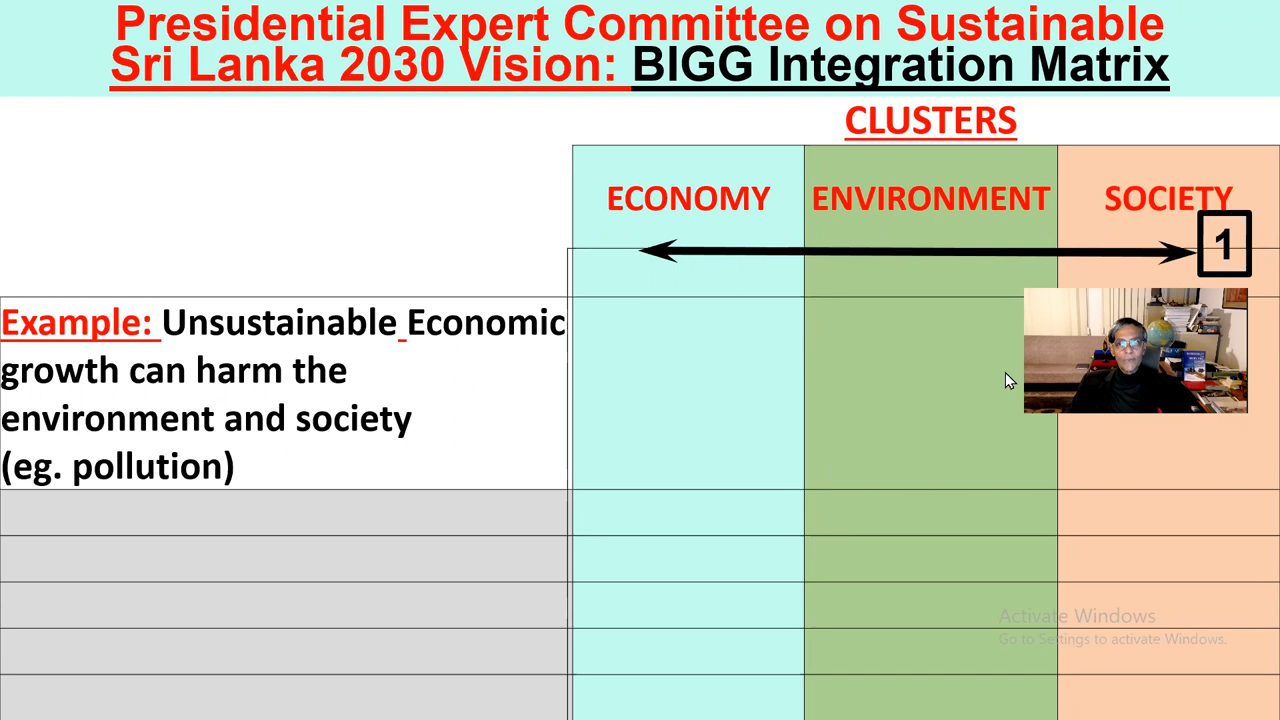 Presidential Expert Committee on Sustainable
Sri Lanka 2030 Vision: BIGG Integration Matrix
CLUSTERS
ECONOMY ENVIRONMENT SOCIETY
1
Example: Unsustainable Economic
growth can harm the
environment and society
(eg. pollution)
Activate Windows
Go to Settings to activate Windows.